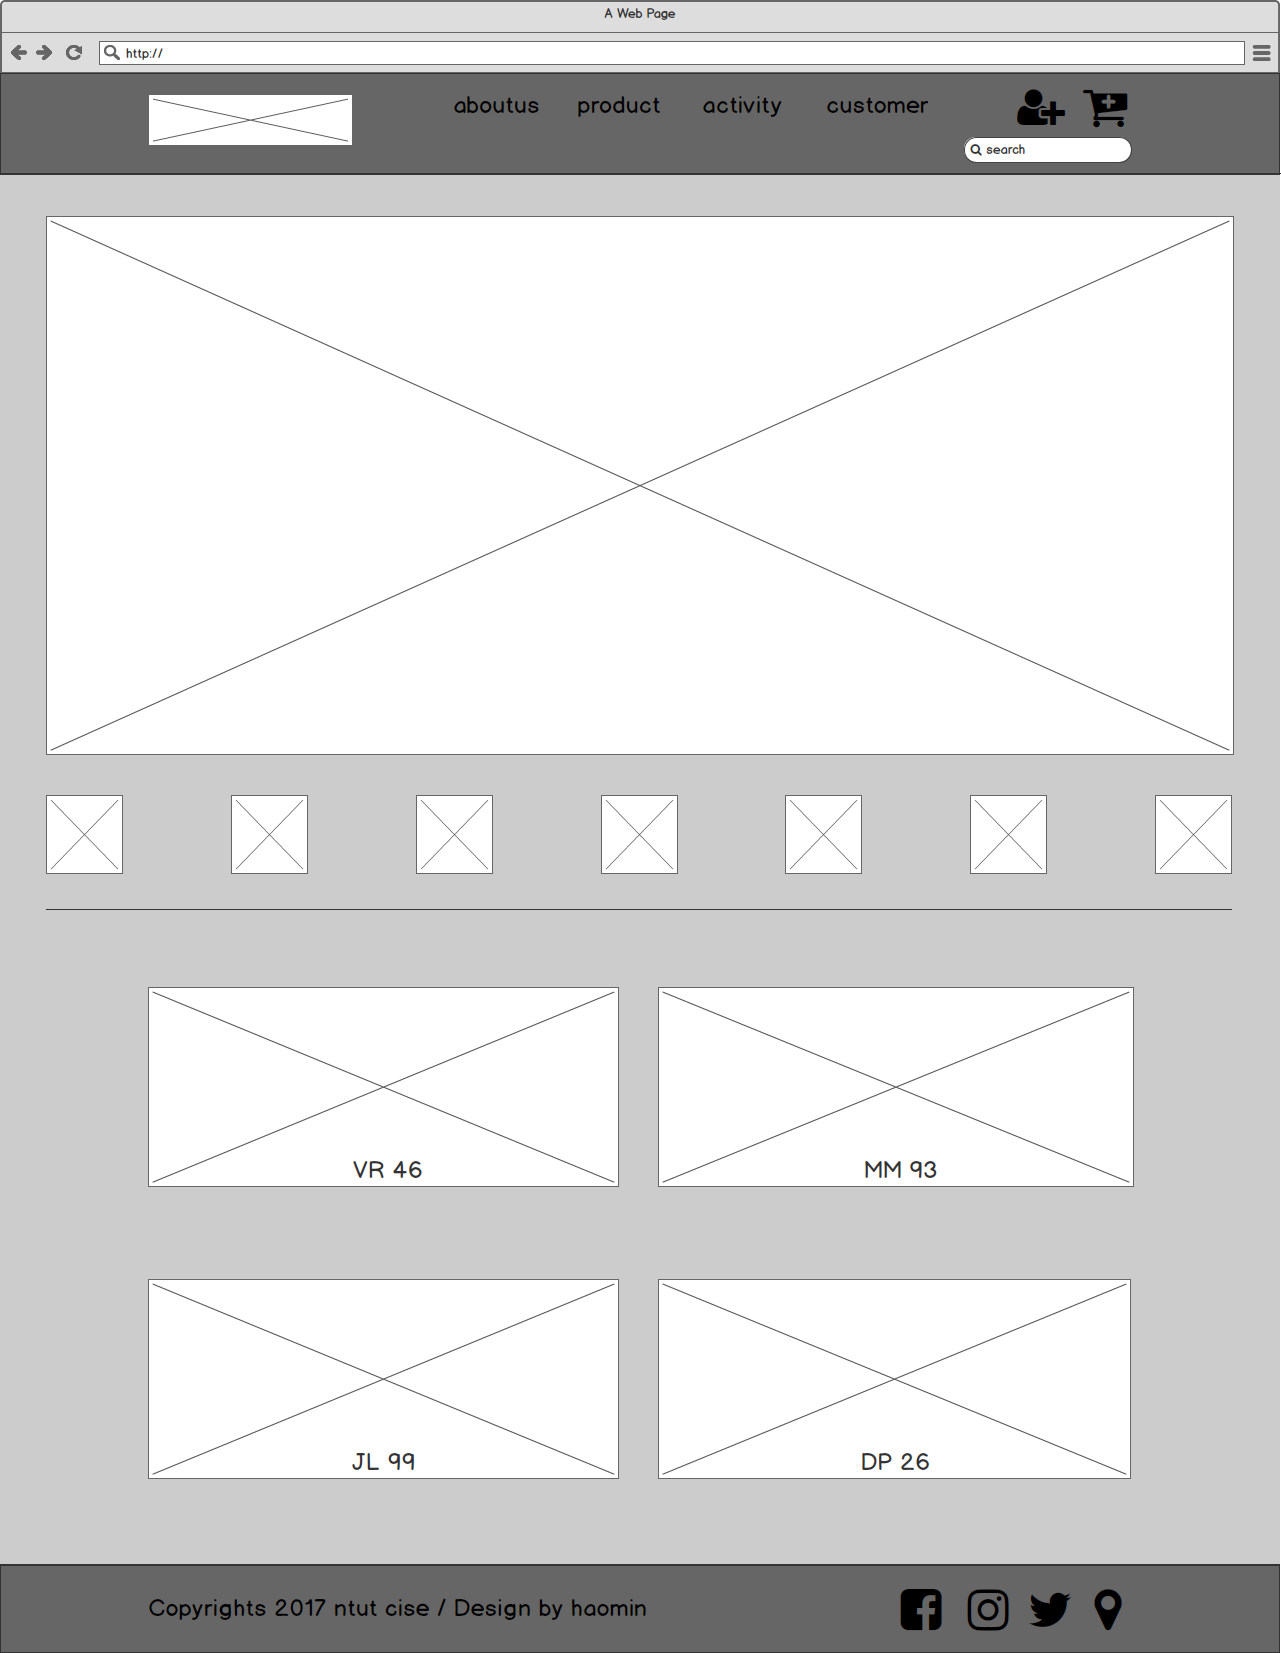 A Web Page
http://
aboutus product activity customer
search
VR 46
MM 93
JL 99
DP 26
Copyrights 2017 ntut cise / Design by haomin